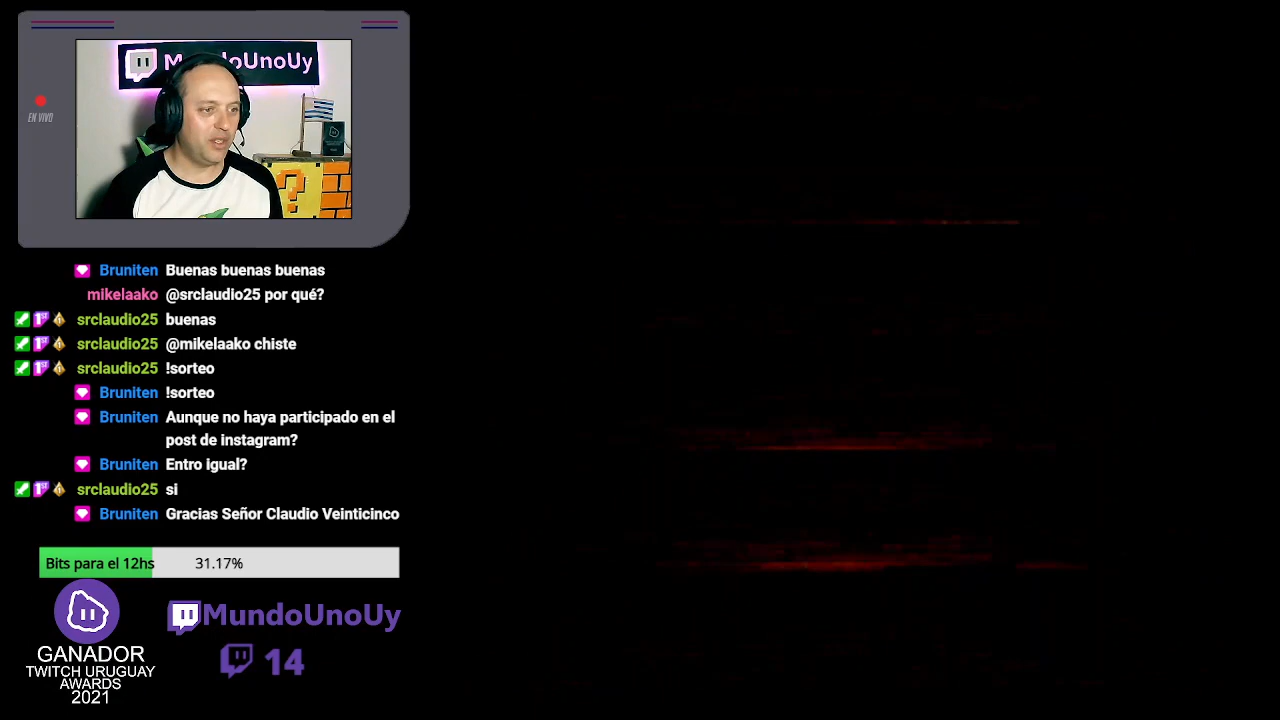 MundoUnoUy
EN VIVO
Bruniten Buenas buenas buenas
mikelaako @srclaudio25 por qué?
srclaudio25 buenas
srclaudio25 @mikelaako chiste
srclaudio25 !sorteo
Bruniten !sorteo
Bruniten Aunque no haya participado en el
post de instagram?
Bruniten Entro igual?
srclaudio25 si
Bruniten Gracias Señor Claudio Veinticinco
Bits para el 12hs 31.17%
MundoUnoUy
GANADOR
TWITCH URUGUAY
AWARDS
2021
14